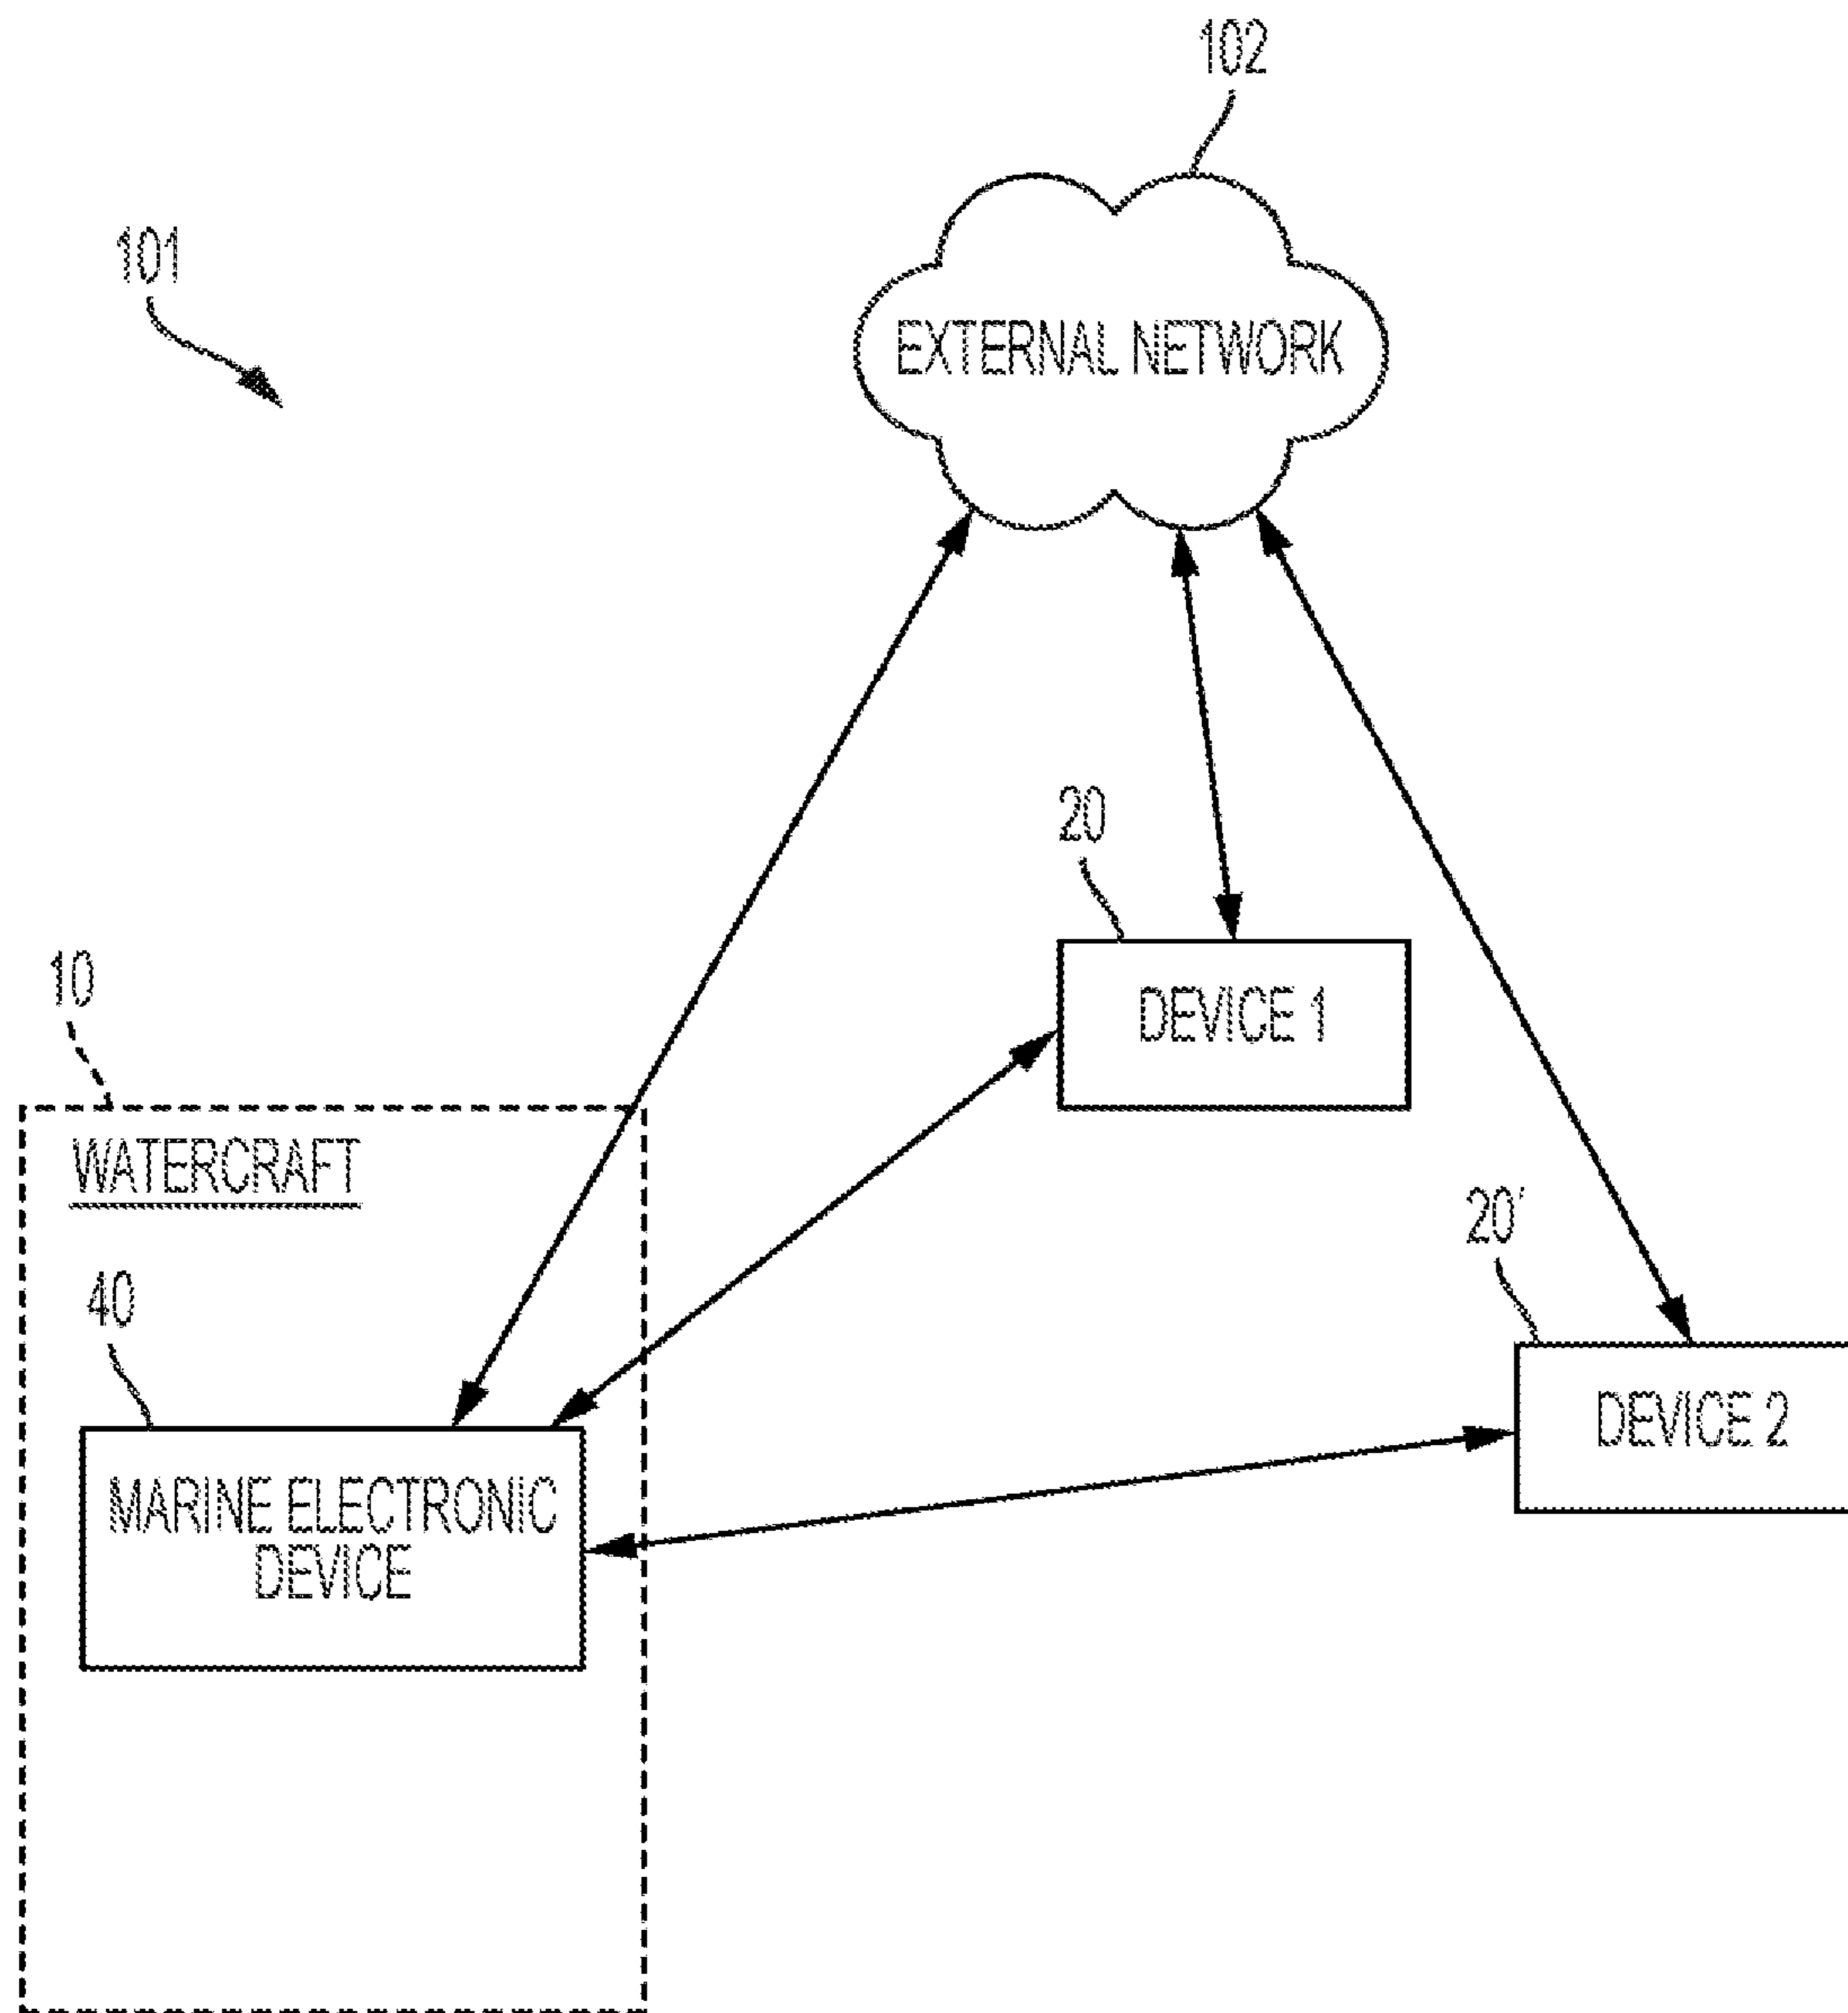 102
101
EXTERNAL NETWORK
20
DEVICE 1
10
WATERCRAFT
20'
40
DEVICE 2
MARINE ELECTRONIC
DEVICE